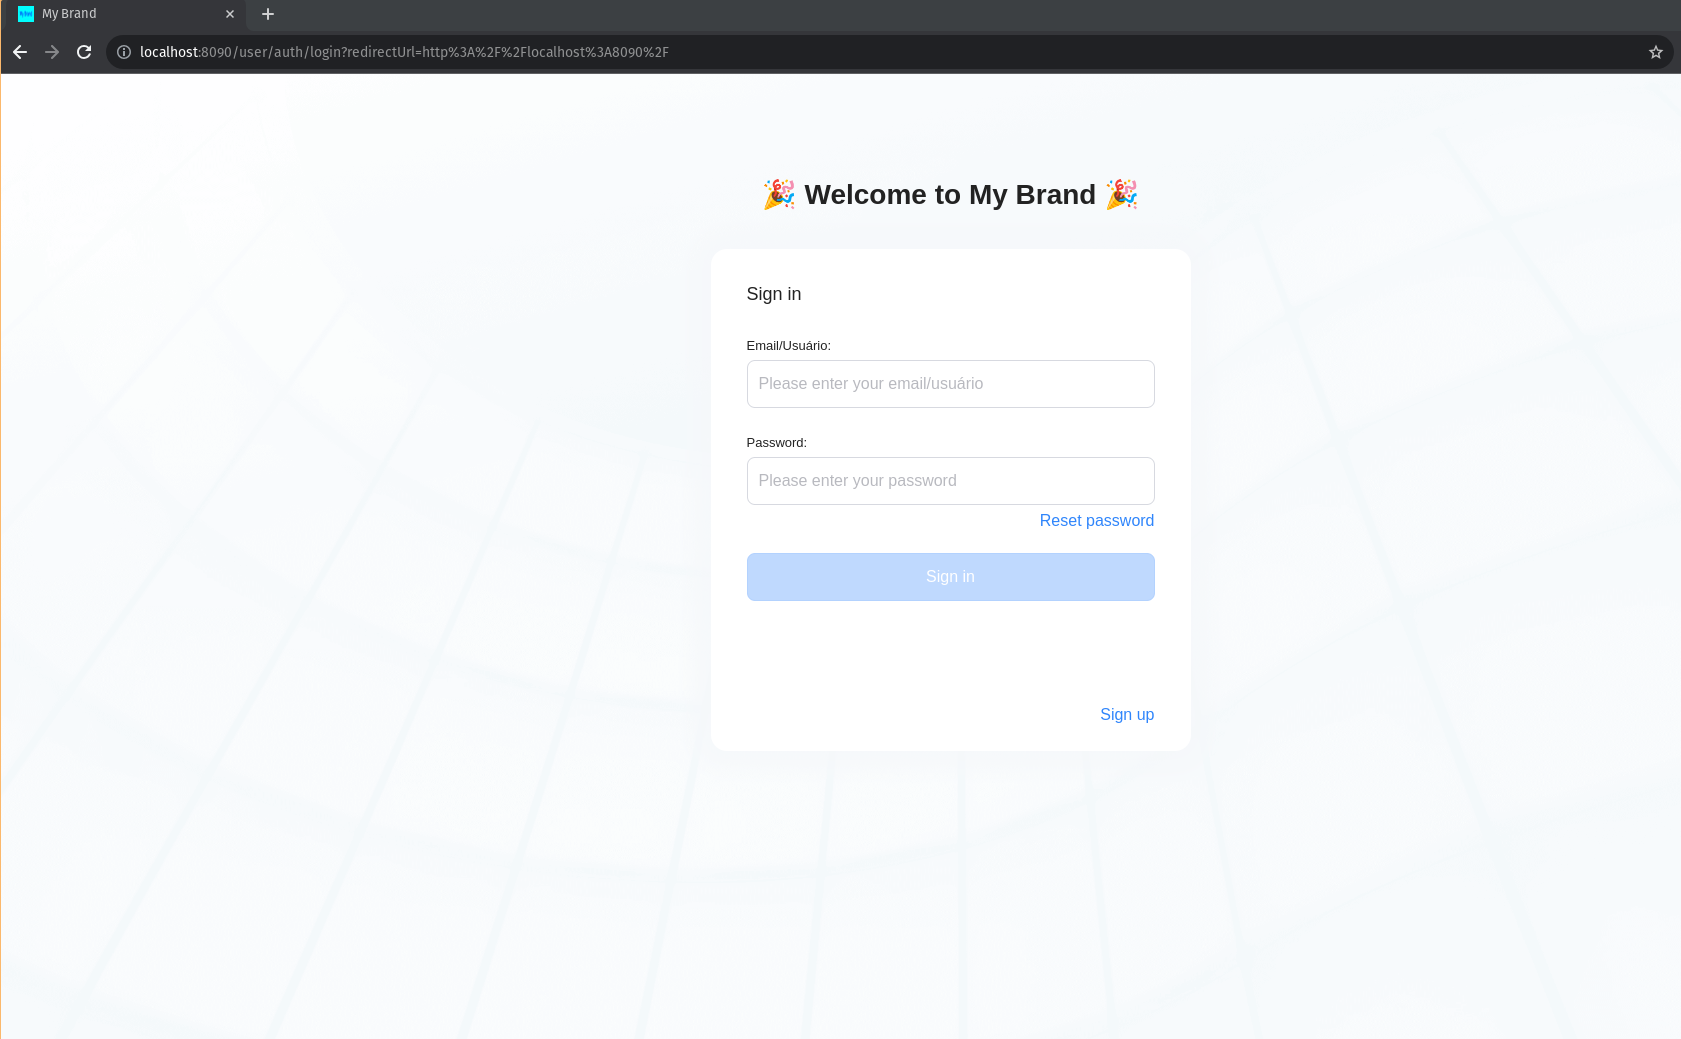 My Brand
localhost:8090/user/auth/login?redirectUrl=http%3A%2F%2Flocalhost%3A8090%2F
🎉 Welcome to My Brand 🎉
Sign in
Email/Usuário:
Please enter your email/usuário
Password:
Please enter your password
Reset password
Sign in
Sign up